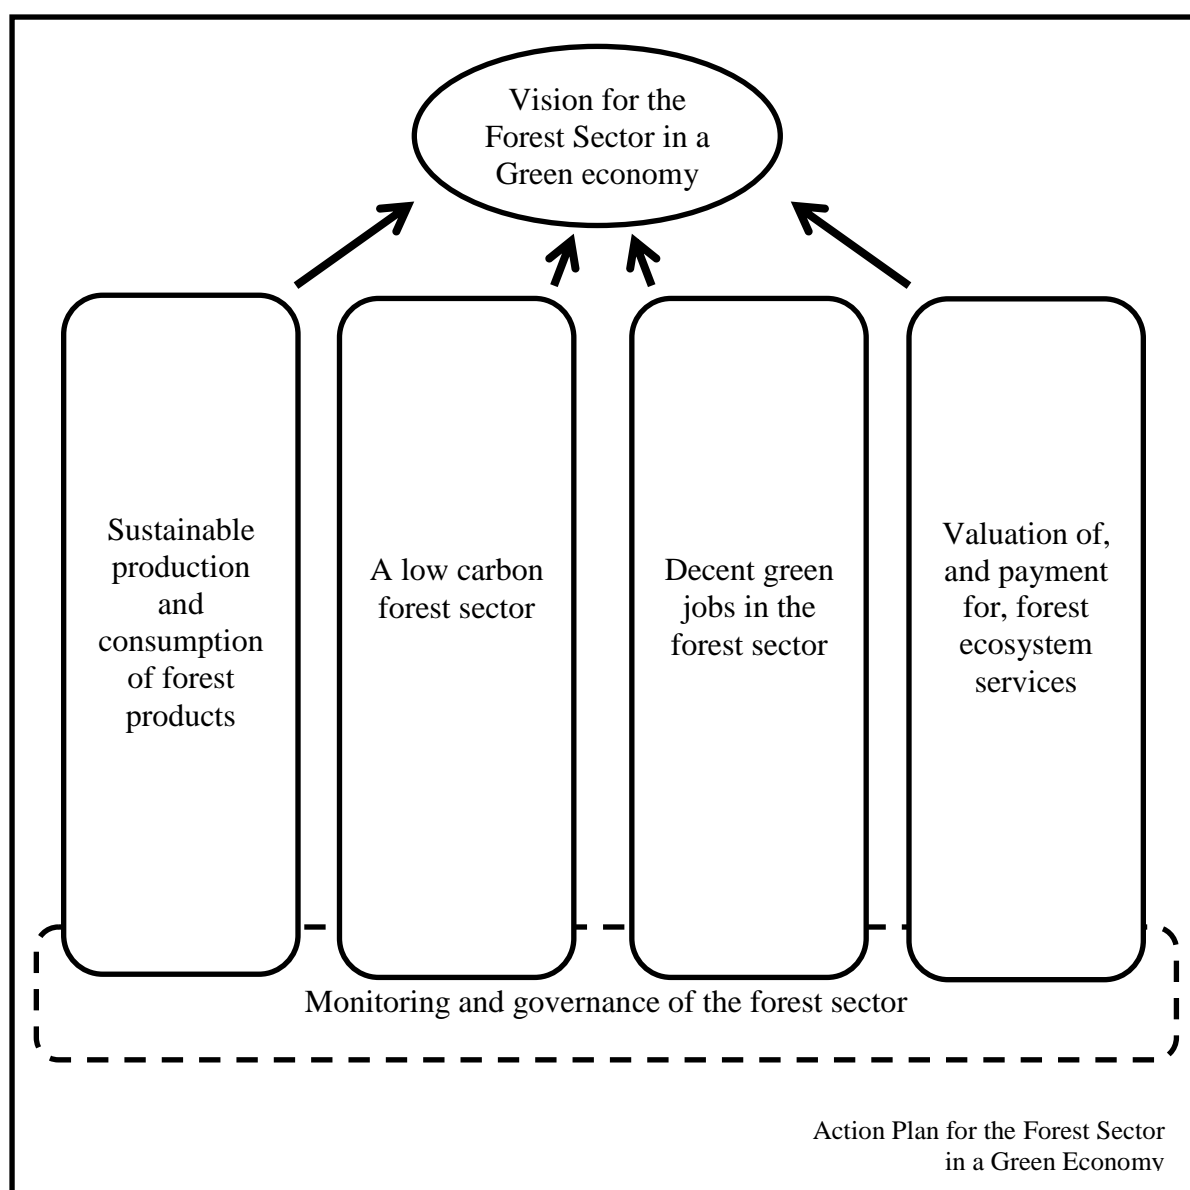 Vision for the
Forest Sector in a
Green economy
Sustainable
production
and
consumption
of forest
products
A low carbon
forest sector
Decent green
jobs in the
forest sector
Valuation of,
and payment
for, forest
ecosystem
services
Monitoring and governance of the forest sector
Action Plan for the Forest Sector
in a Green Economy